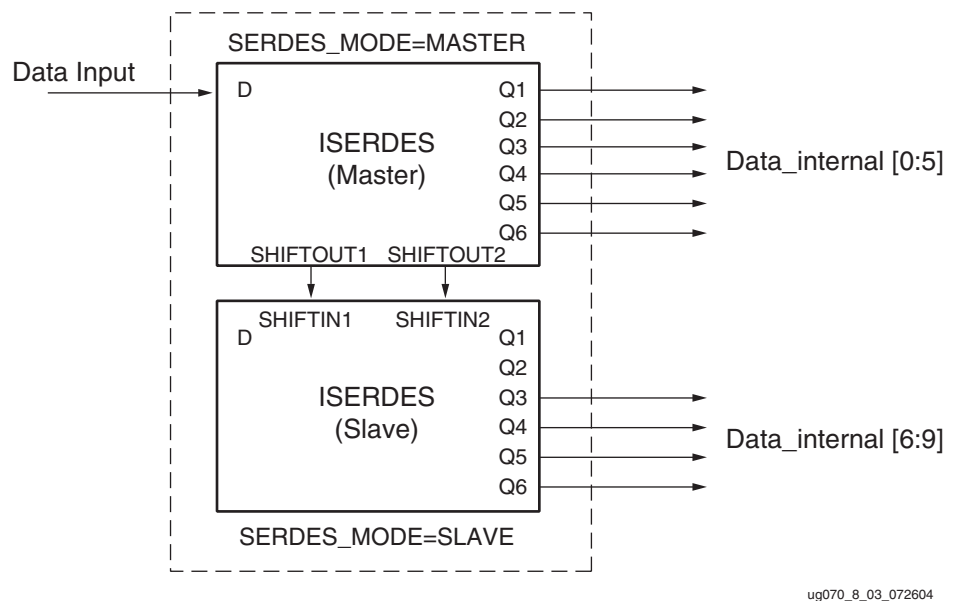 SERDES_MODE=MASTER
Data Input
D
Q1
Q2
ISERDES
(Master)
Q3
Q4
Q5
Q6
Data_internal [0:5]
SHIFTOUT1 SHIFTOUT2
SHIFTIN1 SHIFTIN2
D
Q1
Q2
ISERDES
(Slave)
Q3
Q4
Q5
Q6
Data_internal [6:9]
SERDES_MODE=SLAVE
ug070_8_03_072604